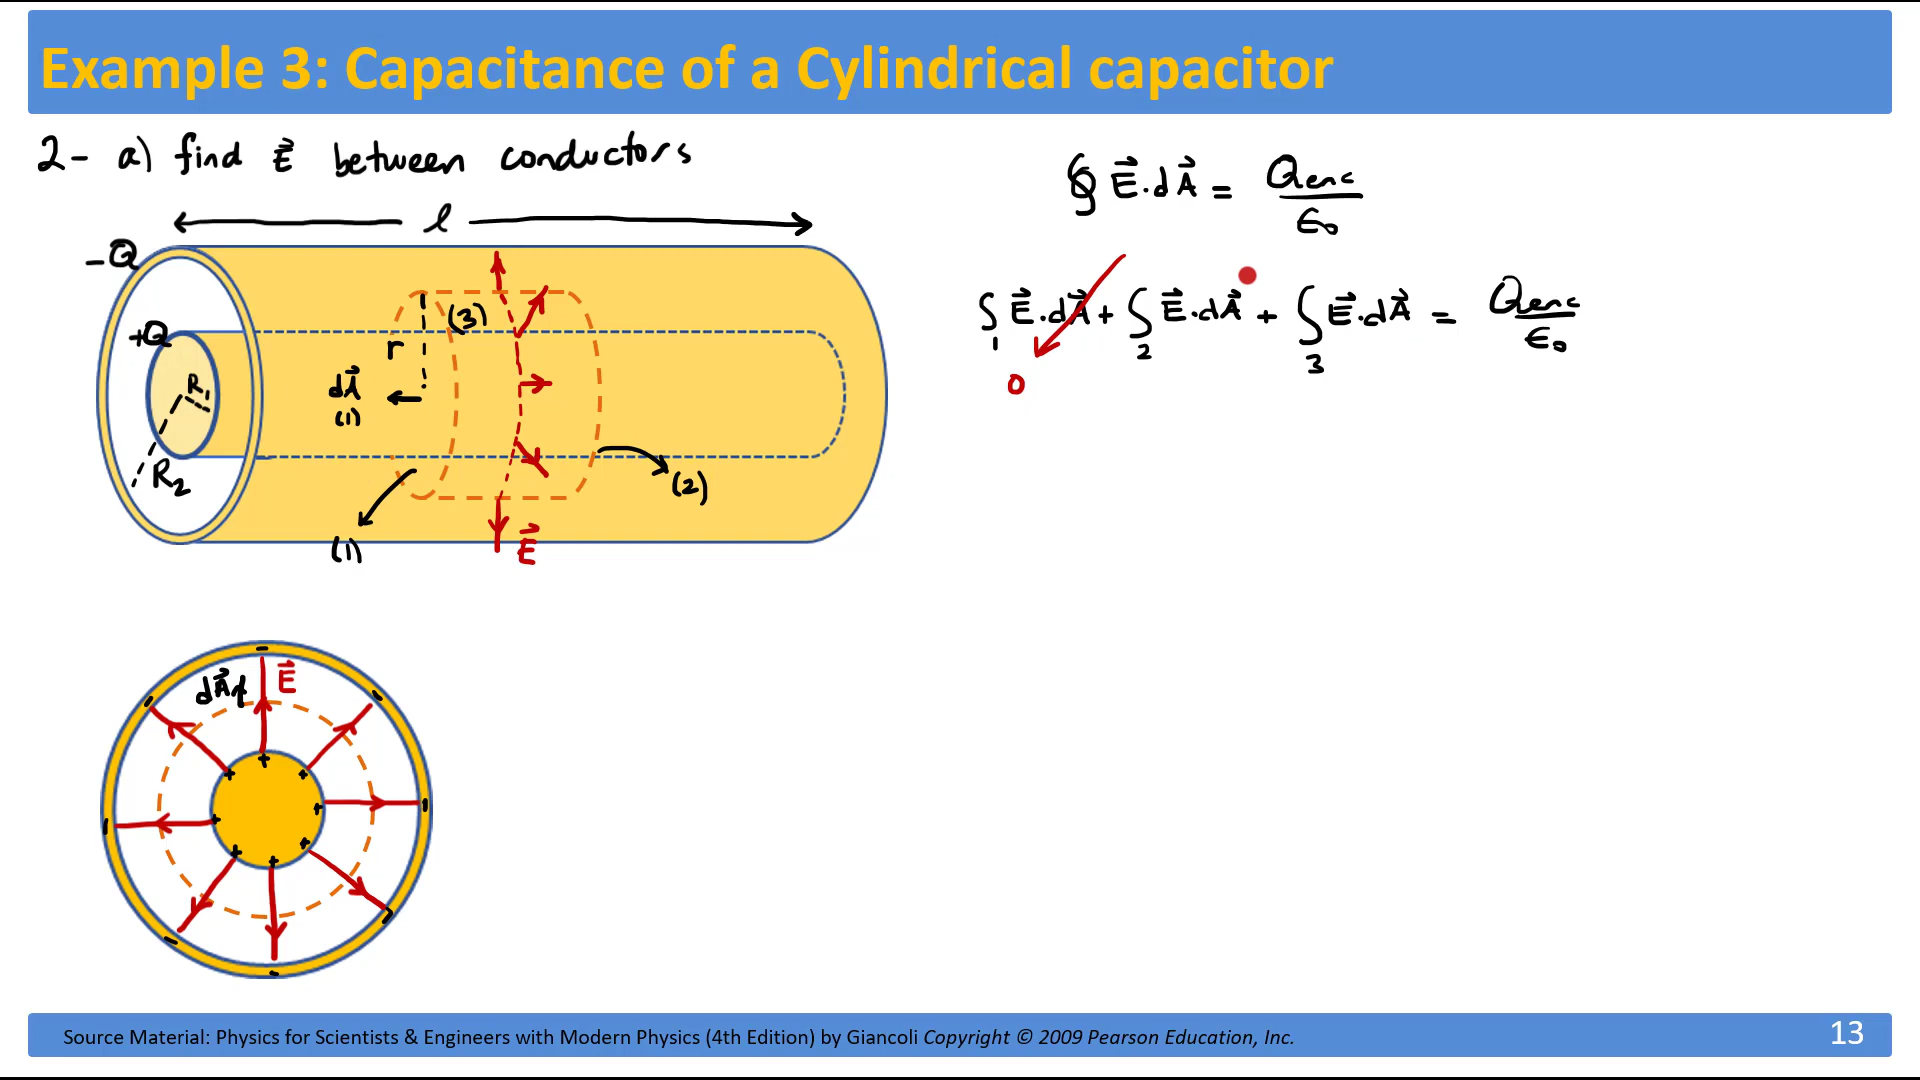 Example 3: Capacitance of a Cylindrical capacitor
2- a) find E⃗ between conductors
∮ E⃗.dA⃗ = Qenc/ϵ₀
ℓ
-Q
∫₁ E⃗.dA⃗ + ∫₂ E⃗.dA⃗ + ∫₃ E⃗.dA⃗ = Qenc/ϵ₀
0
+Q
(3)
r
R₁
dA⃗
(1)
R₂
(2)
(1)
E⃗
dA⃗
E⃗
- - - - - - - -
+ + + + + + + +
Source Material: Physics for Scientists & Engineers with Modern Physics (4th Edition) by Giancoli Copyright © 2009 Pearson Education, Inc.
13